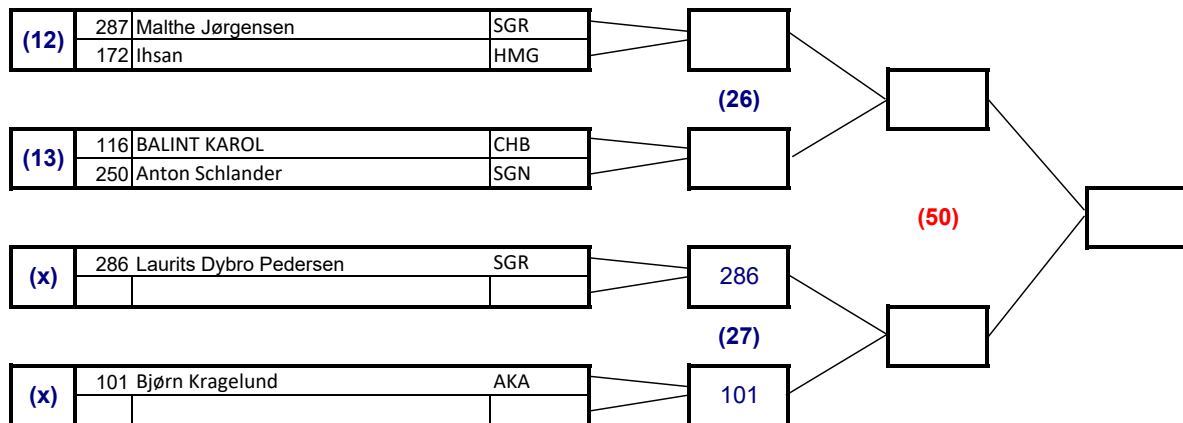 (12) 287 Malthe Jørgensen SGR
172 Ihsan HMG
(26)
(13) 116 BALINT KAROL CHB
250 Anton Schlander SGN
(50)
(x) 286 Laurits Dybro Pedersen SGR 286
(27)
(x) 101 Bjørn Kragelund AKA 101